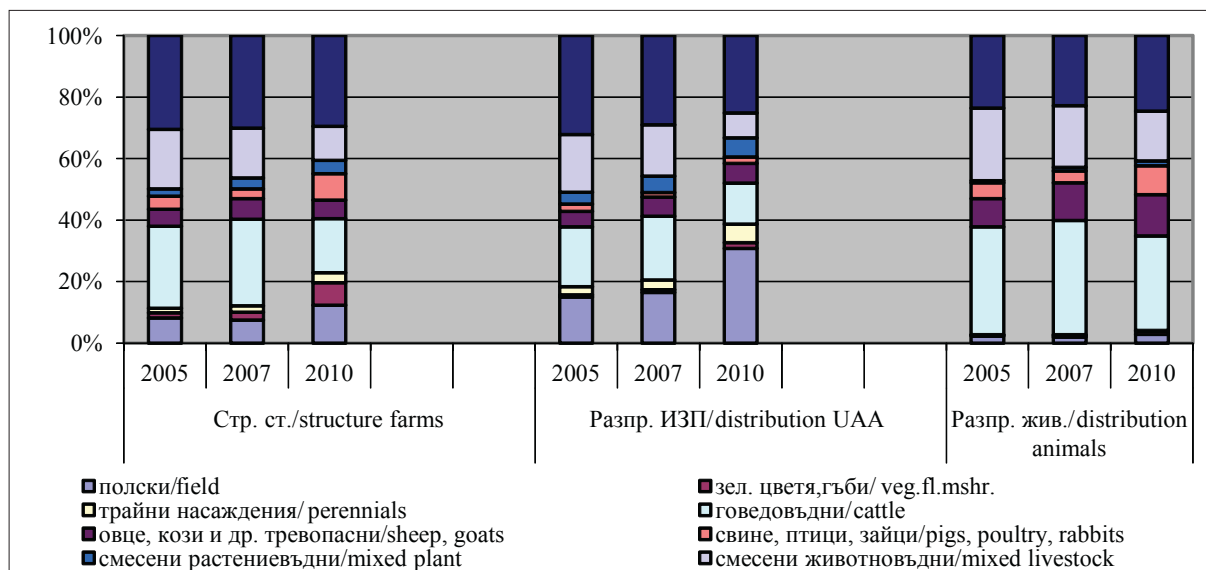 100%
80%
60%
40%
20%
0%
2005 2007 2010 2005 2007 2010 2005 2007 2010
Стр. ст./structure farms Разпр. ИЗП/distribution UAA Разпр. жив./distribution
animals
полски/field зел. цветя,гъби/ veg.fl.mshr.
трайни насаждения/ perennials говедовъдни/cattle
овце, кози и др. тревопасни/sheep, goats свине, птици, зайци/pigs, poultry, rabbits
смесени растениевъдни/mixed plant смесени животновъдни/mixed livestock